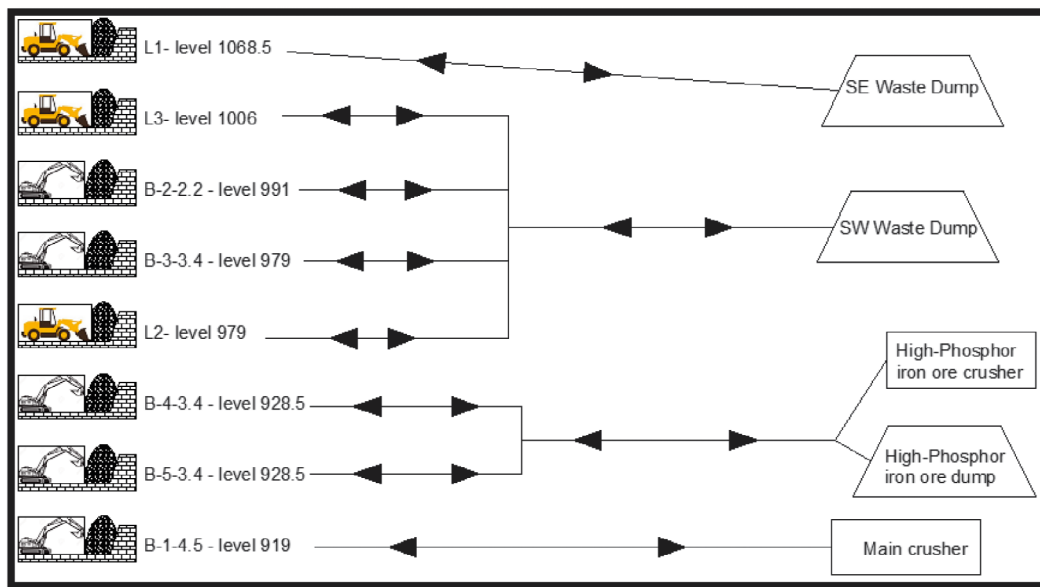 L1- level 1068.5
SE Waste Dump
L3- level 1006
B-2-2.2 - level 991
SW Waste Dump
B-3-3.4 - level 979
L2- level 979
High-Phosphor
iron ore crusher
B-4-3.4 - level 928.5
High-Phosphor
iron ore dump
B-5-3.4 - level 928.5
B-1-4.5 - level 919
Main crusher